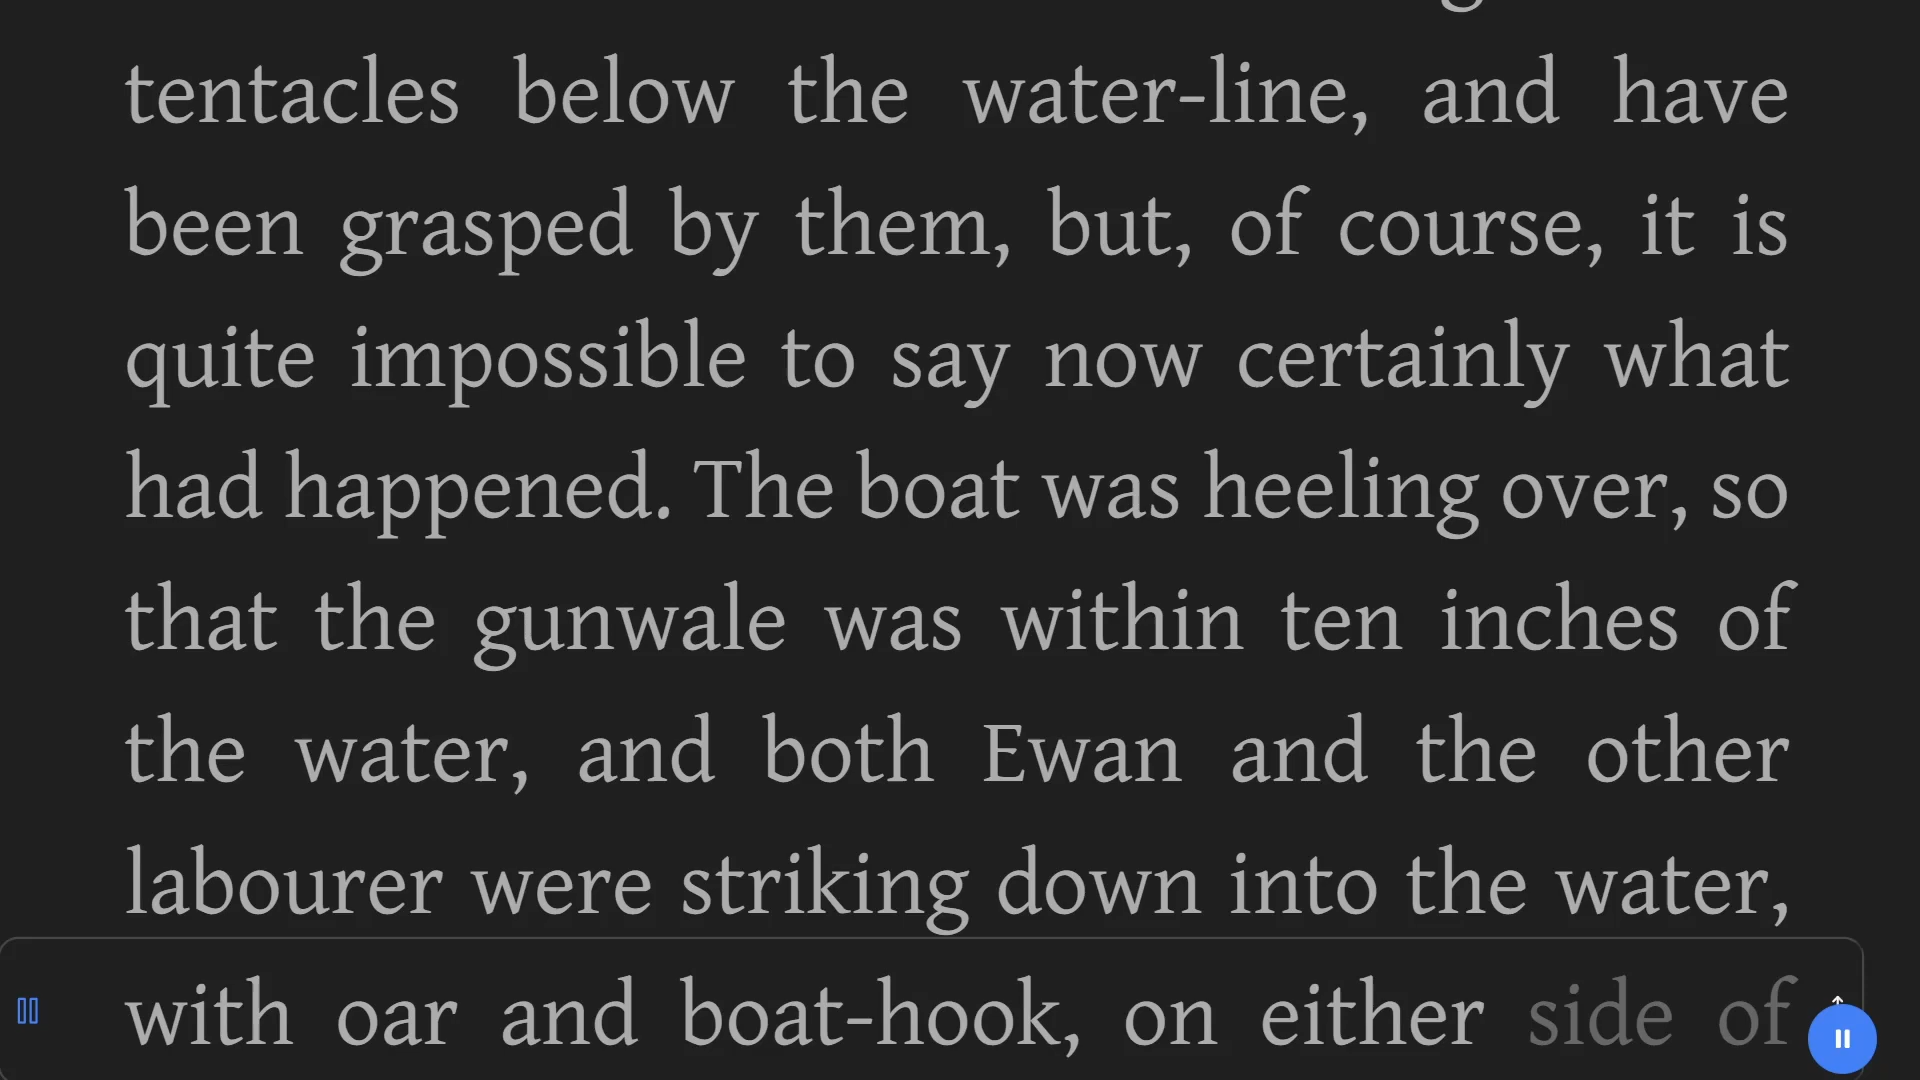 tentacles below the water-line, and have
been grasped by them, but, of course, it is
quite impossible to say now certainly what
had happened. The boat was heeling over, so
that the gunwale was within ten inches of
the water, and both Ewan and the other
labourer were striking down into the water,
with oar and boat-hook, on either side of